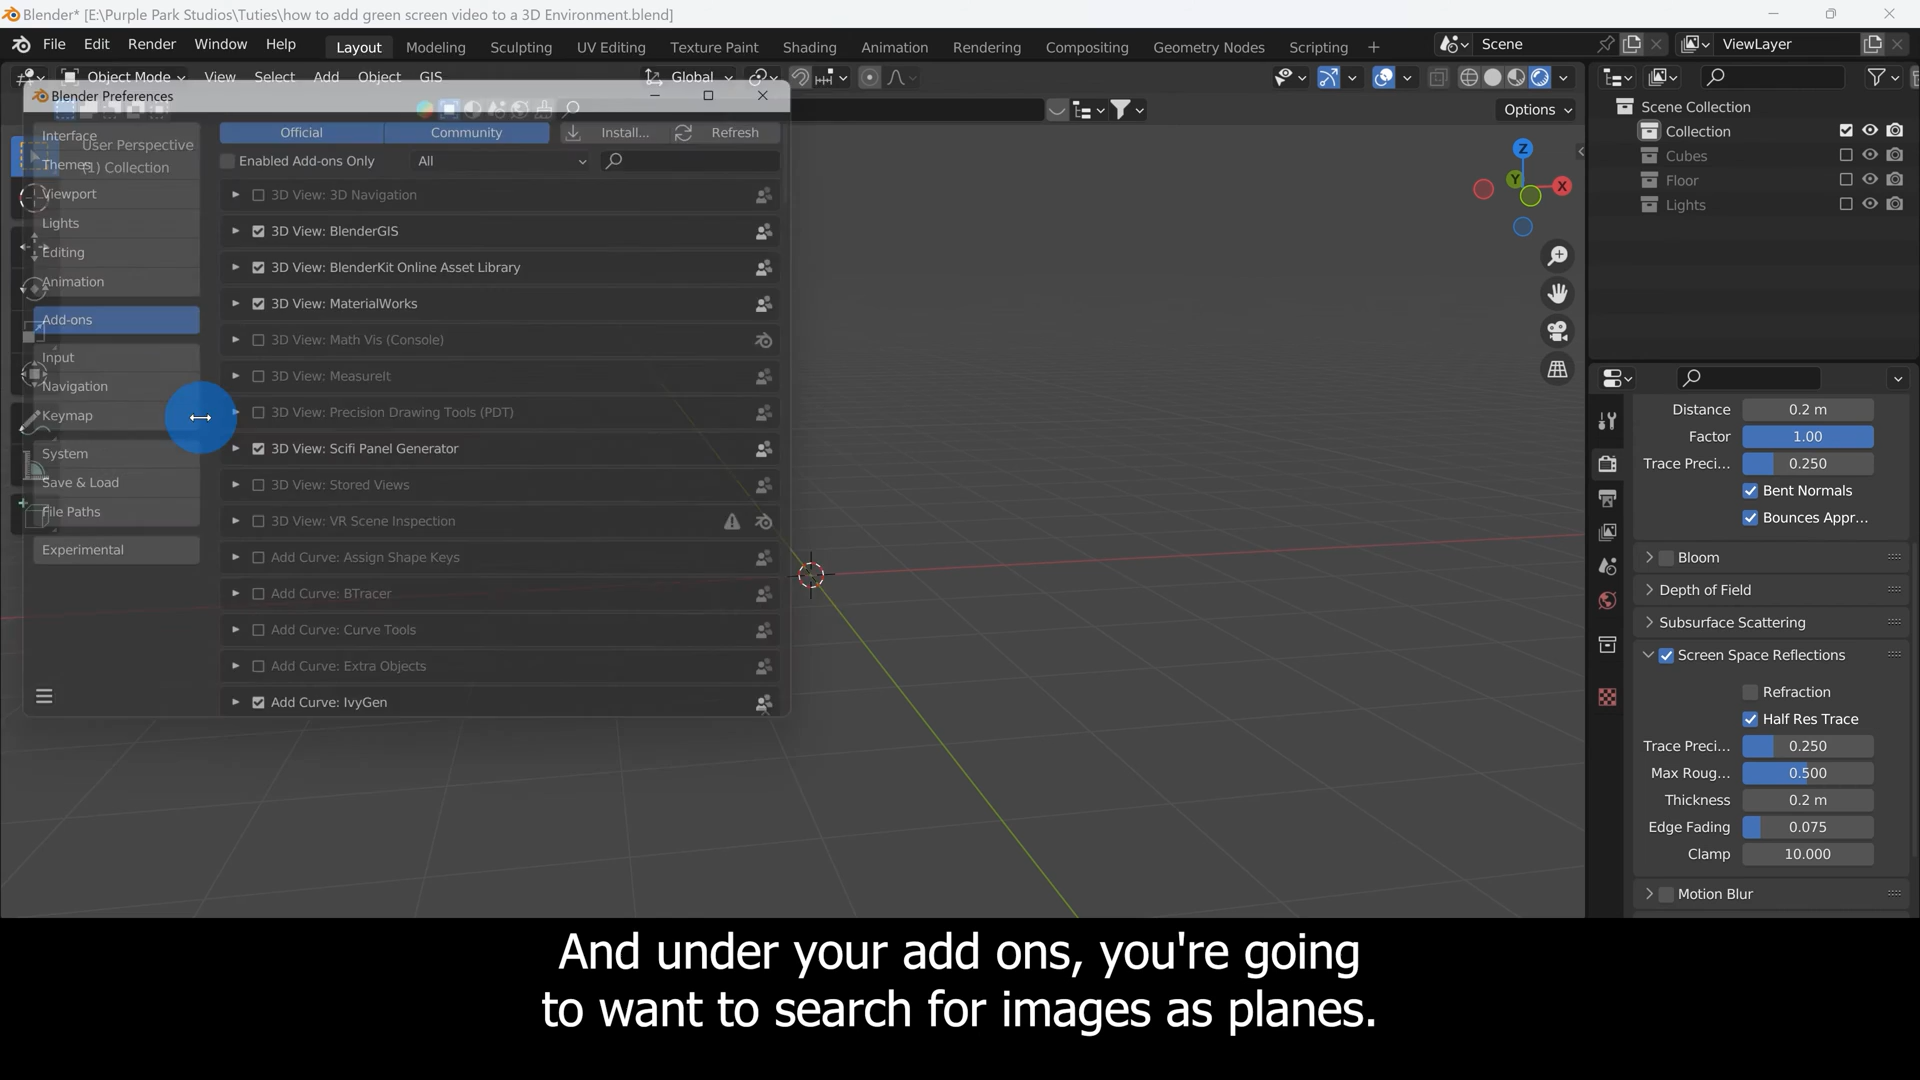 Blender* [E:\Purple Park Studios\Tuties\how to add green screen video to a 3D Environment.blend]
File Edit Render Window Help Layout Modeling Sculpting UV Editing Texture Paint Shading Animation Rendering Compositing Geometry Nodes Scripting + Scene ViewLayer
Object Mode View Select Add Object GIS Global
Blender Preferences
Options
Interface
Themes
Viewport
Lights
Editing
Animation
Add-ons
Input
Navigation
Keymap
System
Save & Load
File Paths
Experimental
User Perspective
(1) Collection
Official Community Install... Refresh
Enabled Add-ons Only All
3D View: 3D Navigation
3D View: BlenderGIS
3D View: BlenderKit Online Asset Library
3D View: MaterialWorks
3D View: Math Vis (Console)
3D View: MeasureIt
3D View: Precision Drawing Tools (PDT)
3D View: Scifi Panel Generator
3D View: Stored Views
3D View: VR Scene Inspection
Add Curve: Assign Shape Keys
Add Curve: BTracer
Add Curve: Curve Tools
Add Curve: Extra Objects
Add Curve: IvyGen
Z
Y
X
Scene Collection
Collection
Cubes
Floor
Lights
Distance 0.2 m
Factor 1.00
Trace Preci... 0.250
Bent Normals
Bounces Appr...
Bloom
Depth of Field
Subsurface Scattering
Screen Space Reflections
Refraction
Half Res Trace
Trace Preci... 0.250
Max Roug... 0.500
Thickness 0.2 m
Edge Fading 0.075
Clamp 10.000
Motion Blur
And under your add ons, you're going
to want to search for images as planes.